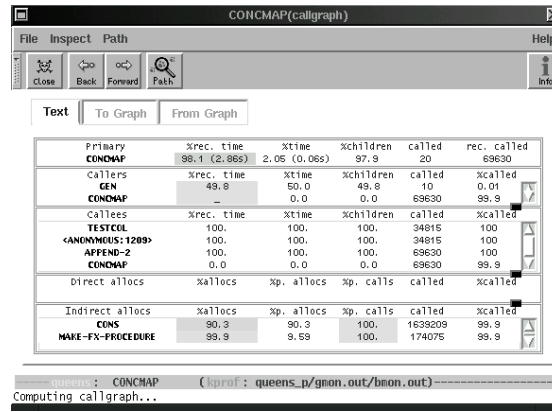 CONCMAP(callgraph)
File Inspect Path Help
Close Back Forward Path Info
Text To Graph From Graph
Primary %rec. time %time %children called rec. called
CONCMAP 98.1 (2.86s) 2.05 (0.06s) 97.9 20 69630
Callers %rec. time %time %children called %called
GEN 49.8 50.0 49.8 10 0.01
CONCMAP _ 0.0 0.0 69630 99.9
Callees %rec. time %time %children called %called
TESTCOL 100. 100. 100. 34815 100
<ANONYMOUS:1209> 100. 100. 100. 34815 100
APPEND-2 100. 100. 100. 69630 100
CONCMAP 0.0 0.0 0.0 69630 99.9
Direct allocs %allocs %p. allocs %p. calls called %called
Indirect allocs %allocs %p. allocs %p. calls called %called
CONS 90.3 90.3 100. 1639209 99.9
MAKE-FX-PROCEDURE 99.9 9.59 100. 174075 99.9
-----queens: CONCMAP (kprof: queens_p/gmon.out/bmon.out)--------------
Computing callgraph...